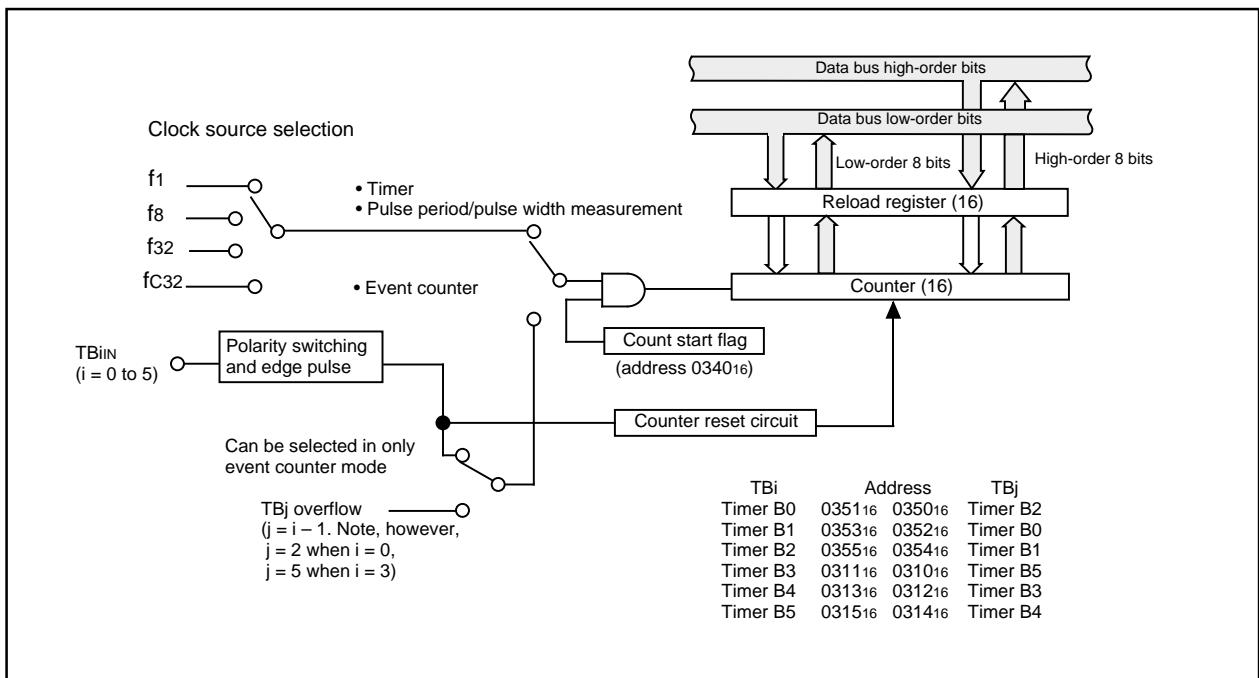 Data bus high-order bits
Data bus low-order bits
Clock source selection
Low-order 8 bits
High-order 8 bits
f1
• Timer
• Pulse period/pulse width measurement
Reload register (16)
f8
f32
fC32
• Event counter
Counter (16)
Count start flag
(address 034016)
TBiIN
(i = 0 to 5)
Polarity switching
and edge pulse
Counter reset circuit
Can be selected in only
event counter mode
TBj overflow
(j = i – 1. Note, however,
j = 2 when i = 0,
j = 5 when i = 3)
TBi Address TBj
Timer B0 035116 035016 Timer B2
Timer B1 035316 035216 Timer B0
Timer B2 035516 035416 Timer B1
Timer B3 031116 031016 Timer B5
Timer B4 031316 031216 Timer B3
Timer B5 031516 031416 Timer B4